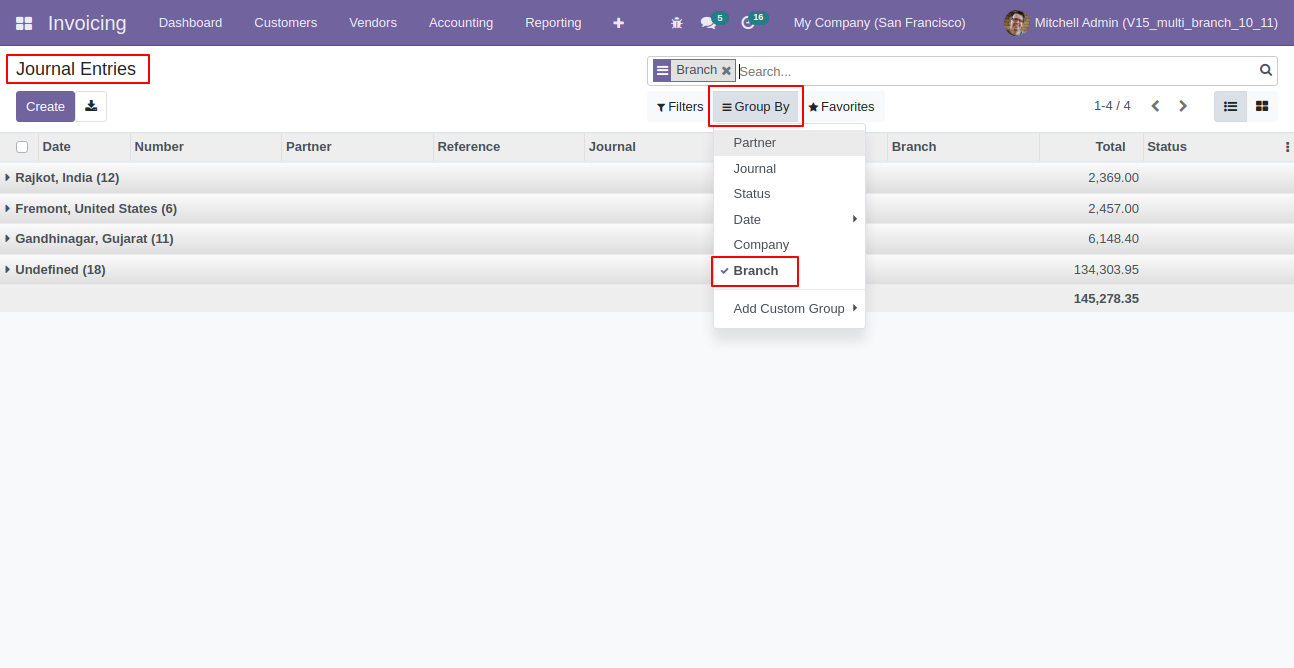 Invoicing Dashboard Customers Vendors Accounting Reporting 5 16 My Company (San Francisco) Mitchell Admin (V15_multi_branch_10_11)
Journal Entries
Branch Search...
Create
Filters Group By Favorites
1-4 / 4
Date Number Partner Reference Journal Branch Total Status
Rajkot, India (12) 2,369.00
Fremont, United States (6) 2,457.00
Gandhinagar, Gujarat (11) 6,148.40
Undefined (18) 134,303.95
145,278.35
Partner
Journal
Status
Date
Company
Branch
Add Custom Group